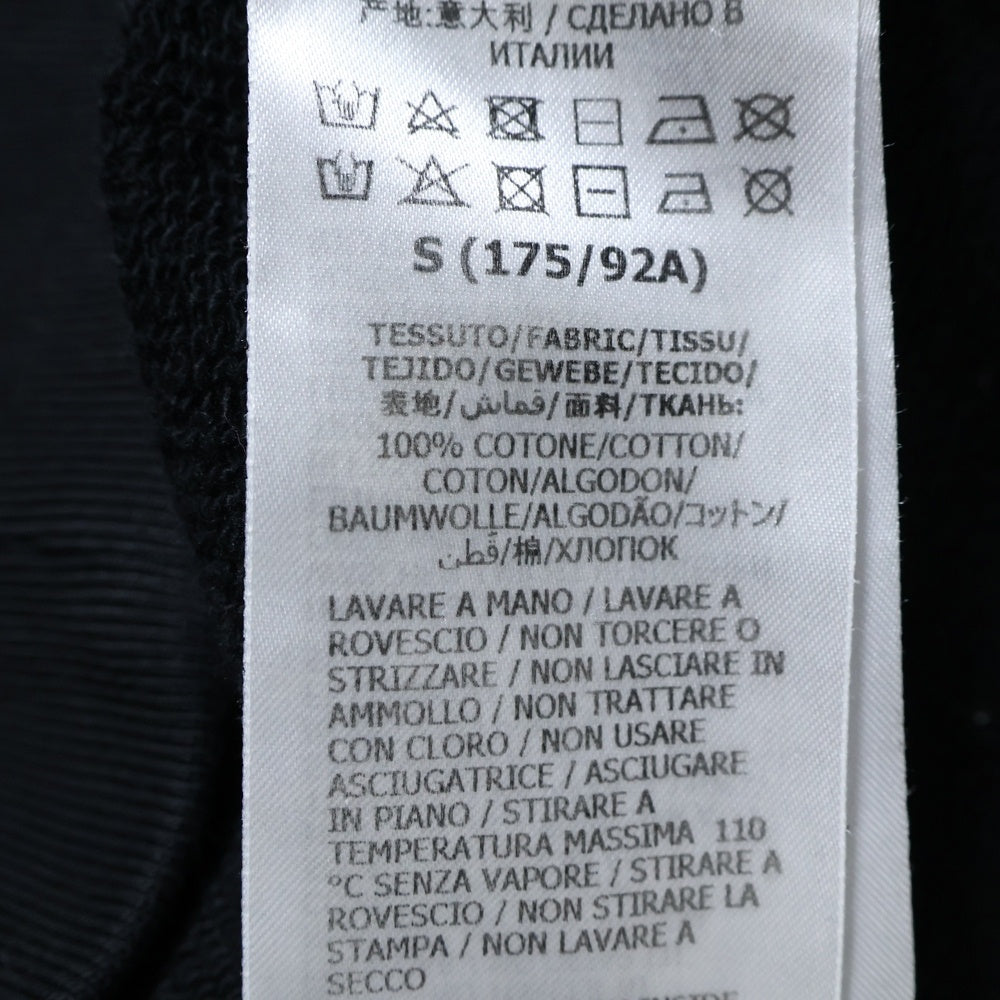 产地:意大利 / СДЕЛАНО В
ИТАЛИИ
S (175/92A)
TESSUTO/FABRIC/TISSU/
TEJIDO/GEWEBE/TECIDO/
表地/قماش/面料/ТКАНЬ:
100% COTONE/COTTON/
COTON/ALGODON/
BAUMWOLLE/ALGODÃO/コットン/
قُطن/棉/ХЛОПОК
LAVARE A MANO / LAVARE A
ROVESCIO / NON TORCERE O
STRIZZARE / NON LASCIARE IN
AMMOLLO / NON TRATTARE
CON CLORO / NON USARE
ASCIUGATRICE / ASCIUGARE
IN PIANO / STIRARE A
TEMPERATURA MASSIMA 110
°C SENZA VAPORE / STIRARE A
ROVESCIO / NON STIRARE LA
STAMPA / NON LAVARE A
SECCO